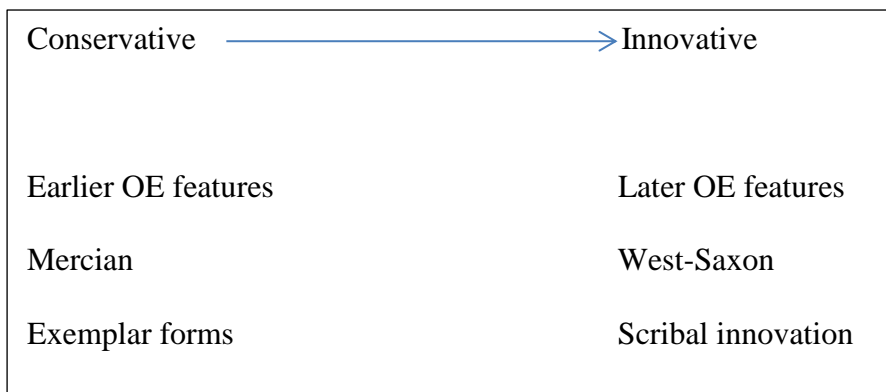 Conservative Innovative
Earlier OE features Later OE features
Mercian West-Saxon
Exemplar forms Scribal innovation